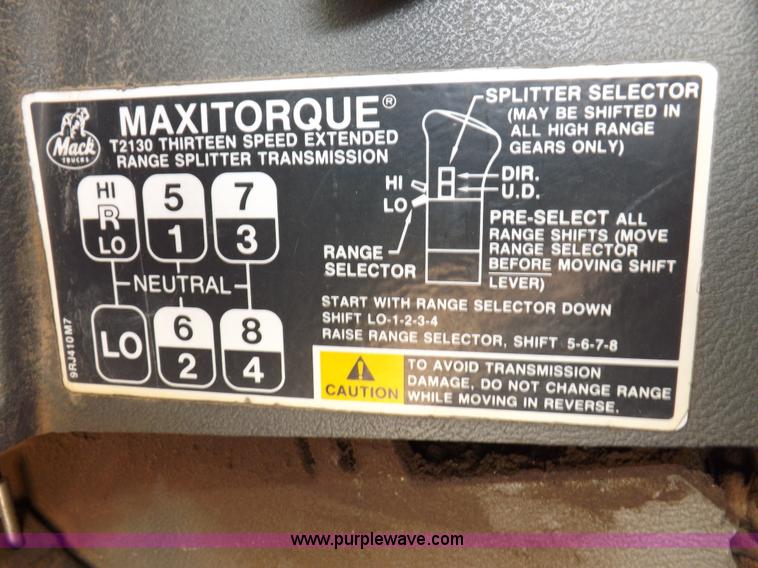 Mack
TRUCKS
MAXITORQUE®
T2130 THIRTEEN SPEED EXTENDED
RANGE SPLITTER TRANSMISSION
HI
R
LO
5
1
7
3
NEUTRAL
LO
6
2
8
4
9RJ410M7
SPLITTER SELECTOR
(MAY BE SHIFTED IN
ALL HIGH RANGE
GEARS ONLY)
DIR.
U.D.
HI
LO
RANGE
SELECTOR
PRE-SELECT ALL
RANGE SHIFTS (MOVE
RANGE SELECTOR
BEFORE MOVING SHIFT
LEVER)
START WITH RANGE SELECTOR DOWN
SHIFT LO-1-2-3-4
RAISE RANGE SELECTOR, SHIFT 5-6-7-8
CAUTION
TO AVOID TRANSMISSION
DAMAGE, DO NOT CHANGE RANGE
WHILE MOVING IN REVERSE.
www.purplewave.com